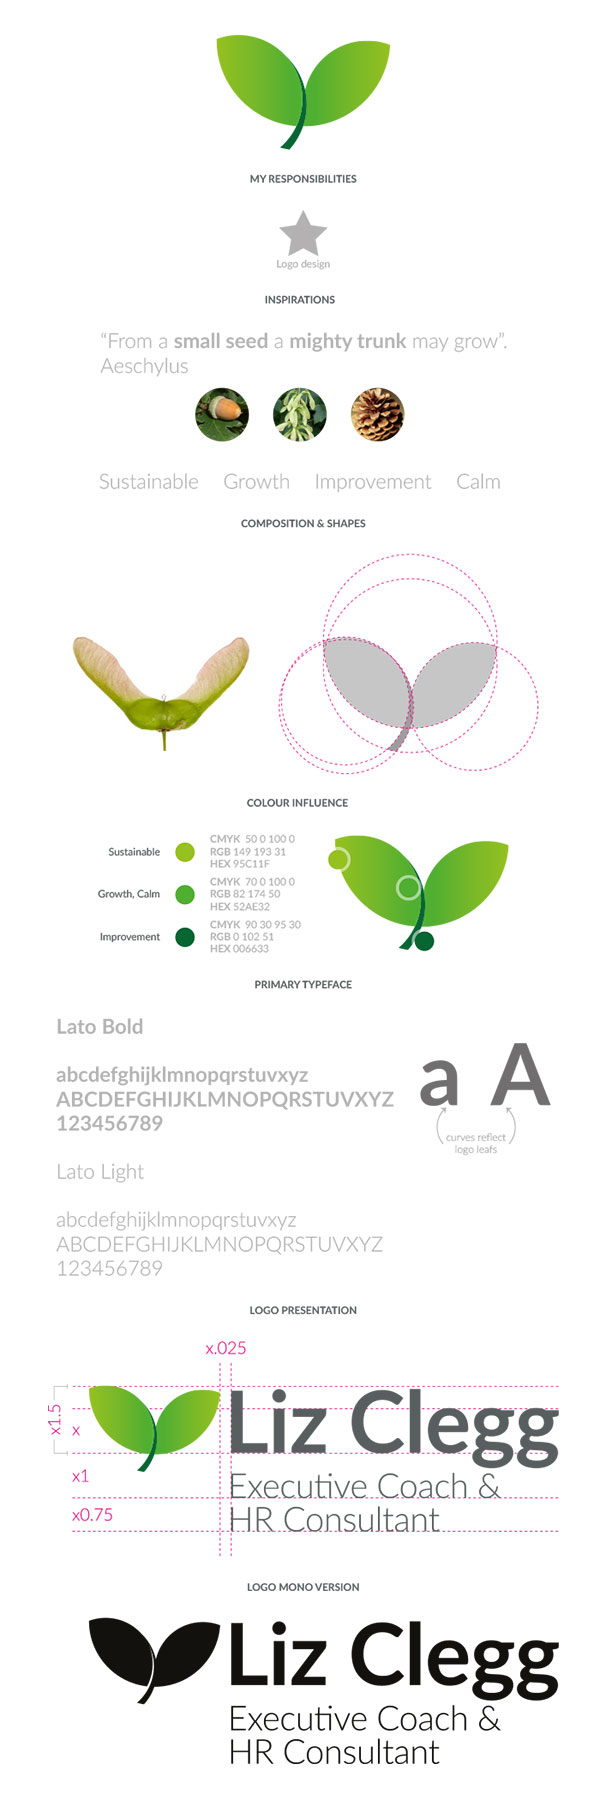 MY RESPONSIBILITIES
Logo design
INSPIRATIONS
“From a small seed a mighty trunk may grow”.
Aeschylus
Sustainable Growth Improvement Calm
COMPOSITION & SHAPES
COLOUR INFLUENCE
Sustainable
CMYK 50 0 100 0
RGB 149 193 31
HEX 95C11F
Growth, Calm
CMYK 70 0 100 0
RGB 82 174 50
HEX 52AE32
Improvement
CMYK 90 30 95 30
RGB 0 102 51
HEX 006633
PRIMARY TYPEFACE
Lato Bold
abcdefghijklmnopqrstuvxyz
ABCDEFGHIJKLMNOPQRSTUVXYZ
123456789
a A
curves reflect
logo leafs
Lato Light
abcdefghijklmnopqrstuvxyz
ABCDEFGHIJKLMNOPQRSTUVXYZ
123456789
LOGO PRESENTATION
x.025
x1.5
x
x1
x0.75
Liz Clegg
Executive Coach &
HR Consultant
LOGO MONO VERSION
Liz Clegg
Executive Coach &
HR Consultant